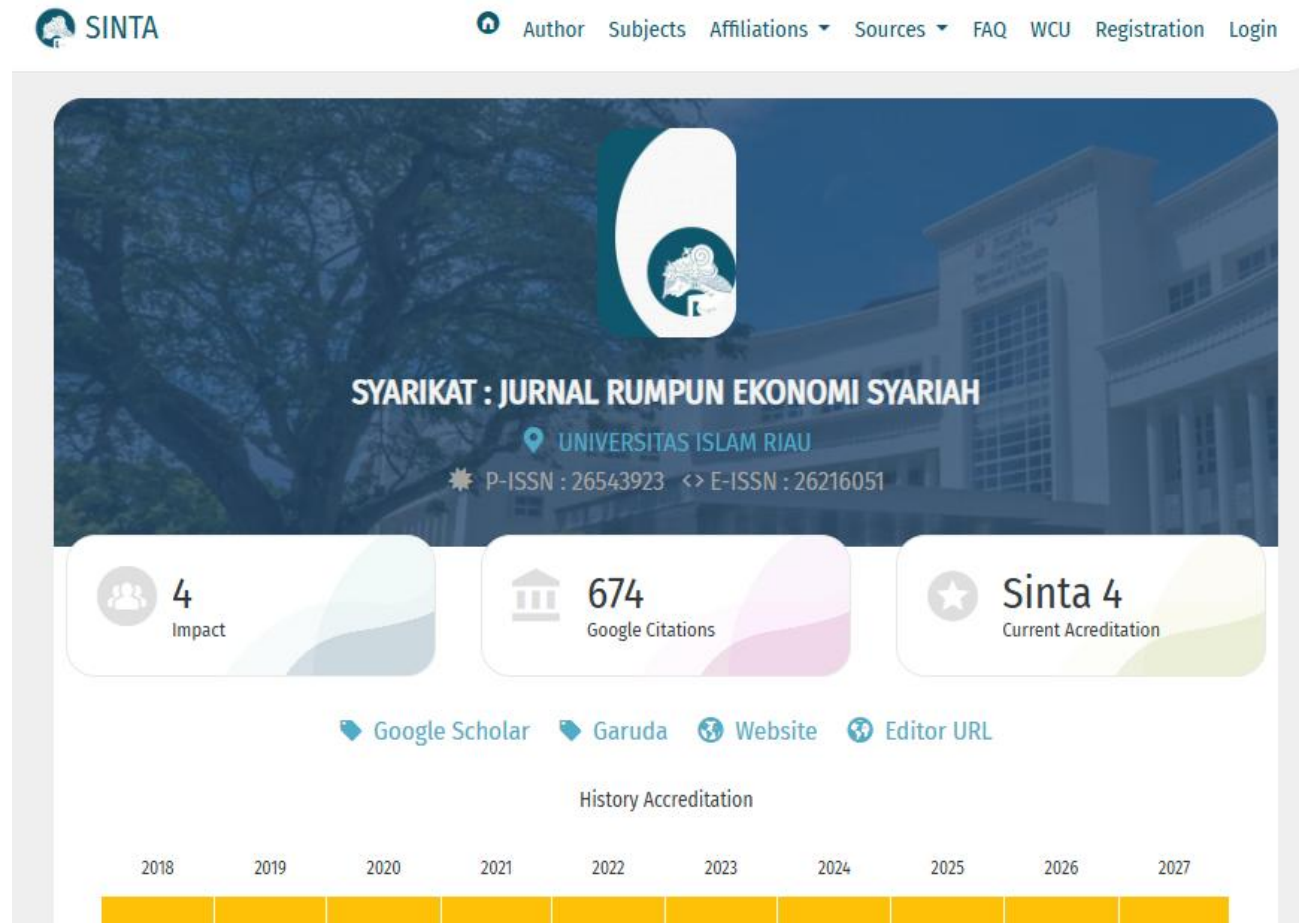 SINTA
Author Subjects Affiliations Sources FAQ WCU Registration Login
SYARIKAT : JURNAL RUMPUN EKONOMI SYARIAH
UNIVERSITAS ISLAM RIAU
P-ISSN : 26543923 <> E-ISSN : 26216051
4
Impact
674
Google Citations
Sinta 4
Current Acreditation
Google Scholar Garuda Website Editor URL
History Accreditation
2018 2019 2020 2021 2022 2023 2024 2025 2026 2027